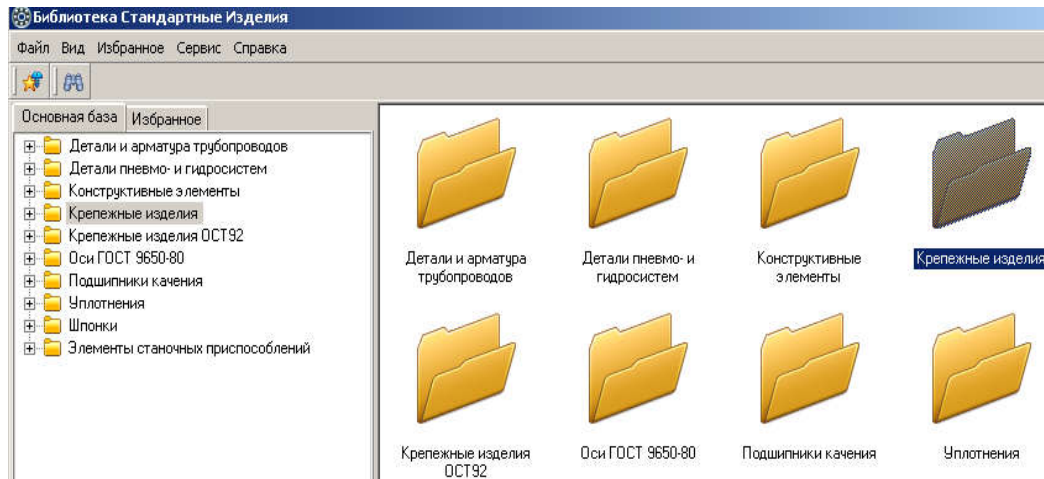 Библиотека Стандартные Изделия
Файл Вид Избранное Сервис Справка
Основная база Избранное
Детали и арматура трубопроводов
Детали пневмо- и гидросистем
Конструктивные элементы
Крепежные изделия
Крепежные изделия ОСТ92
Оси ГОСТ 9650-80
Подшипники качения
Уплотнения
Шпонки
Элементы станочных приспособлений
Детали и арматура
трубопроводов
Детали пневмо- и
гидросистем
Конструктивные
элементы
Крепежные изделия
Крепежные изделия
ОСТ92
Оси ГОСТ 9650-80
Подшипники качения
Уплотнения